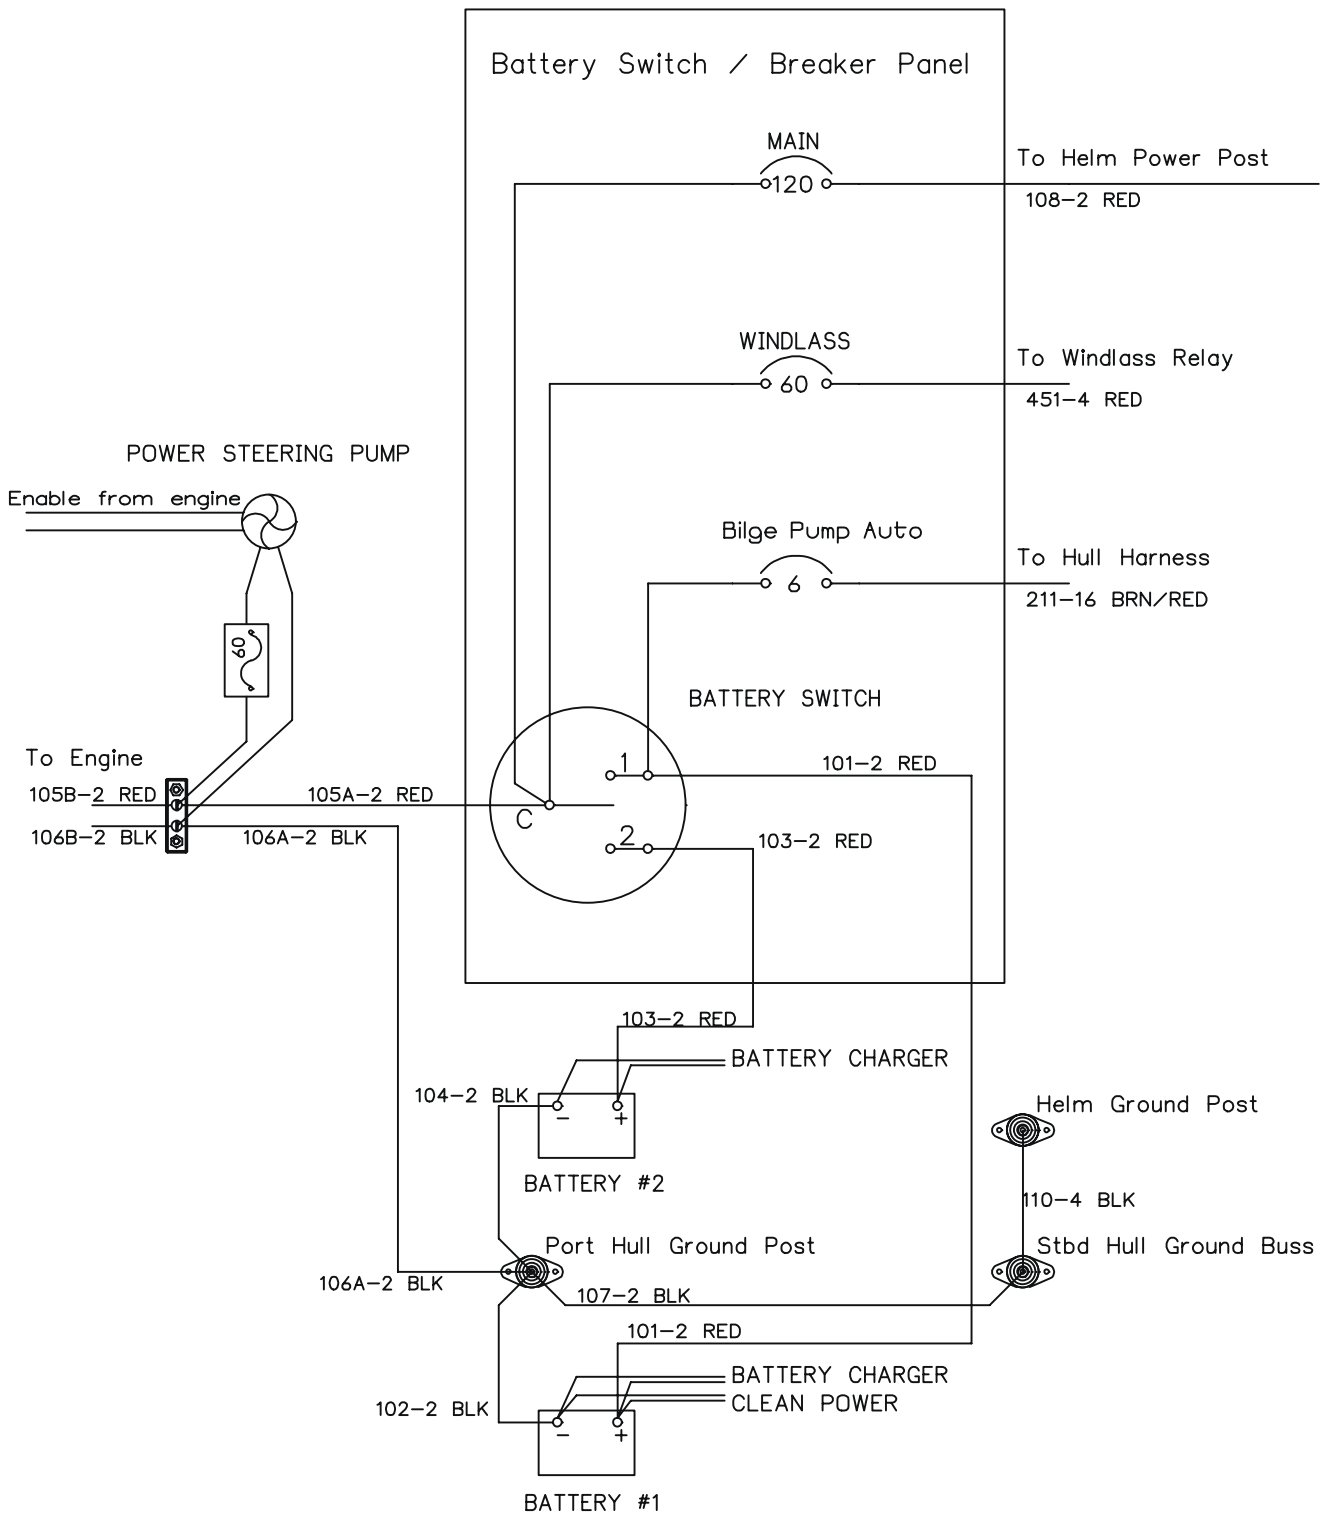 Battery Switch / Breaker Panel
MAIN
120
To Helm Power Post
108-2 RED
WINDLASS
60
To Windlass Relay
451-4 RED
POWER STEERING PUMP
Enable from engine
Bilge Pump Auto
6
To Hull Harness
211-16 BRN/RED
60
BATTERY SWITCH
To Engine
1
101-2 RED
105B-2 RED
105A-2 RED
C
106B-2 BLK
106A-2 BLK
2
103-2 RED
103-2 RED
BATTERY CHARGER
104-2 BLK
- +
BATTERY #2
Helm Ground Post
110-4 BLK
Port Hull Ground Post
Stbd Hull Ground Buss
106A-2 BLK
107-2 BLK
101-2 RED
BATTERY CHARGER
CLEAN POWER
102-2 BLK
- +
BATTERY #1